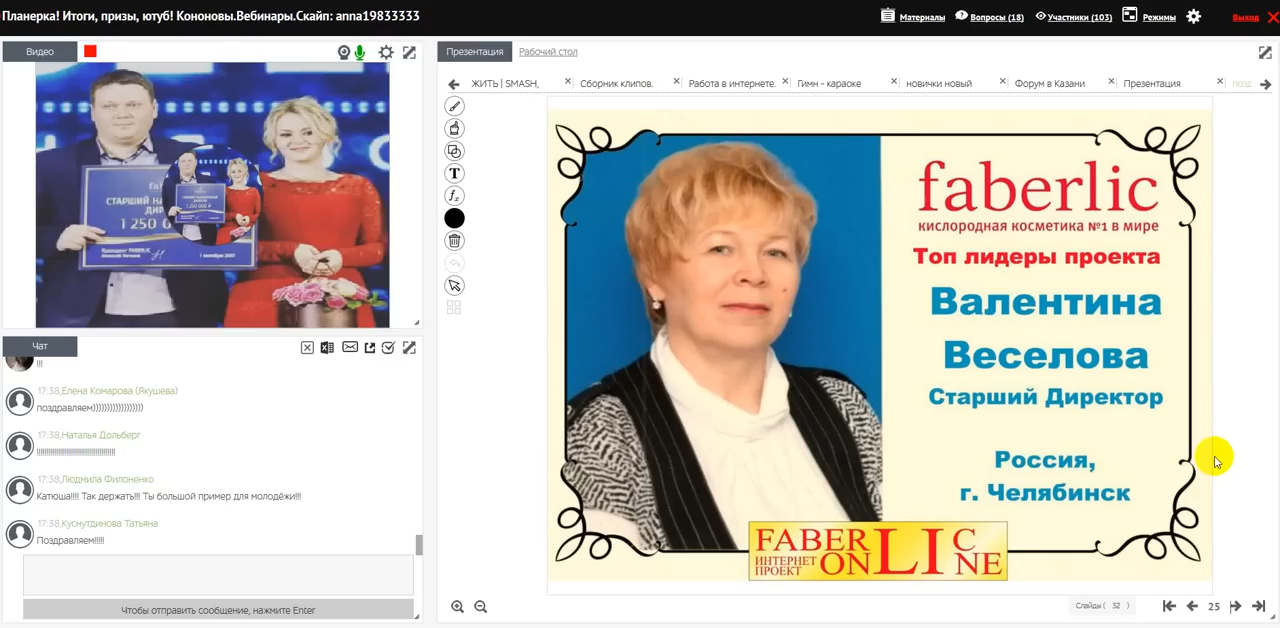 Планерка! Итоги, призы, ютуб! Кононовы.Вебинары.Скайп: anna19833333
Материалы
Вопросы (18)
Участники (103)
Режимы
Выход
Видео
СТАРШИЙ НА
ДИР
1 250 0
Чат
!!!
17:38,Елена Комарова (Якушева)
поздравляем))))))))))))))))))
17:38,Наталья Дольберг
!!!!!!!!!!!!!!!!!!!!!!!!!!!!!!!!!!!!!!!
17:38,Людмила Филоненко
Катюша!!!! Так держать!!! Ты большой пример для молодёжи!!!
17:38,Куснутдинова Татьяна
Поздравляем!!!!!
Чтобы отправить сообщение, нажмите Enter
Презентация
Рабочий стол
ЖИТЬ | SMASH,
Сборник клипов.
Работа в интернете.
Гимн - караоке
новички новый
Форум в Казани
Презентация
позд
faberlic
кислородная косметика №1 в мире
Топ лидеры проекта
Валентина
Веселова
Старший Директор
Россия,
г. Челябинск
FABERLIC
ИНТЕРНЕТ ПРОЕКТ
ONLINE
Слайды ( 32 )
25